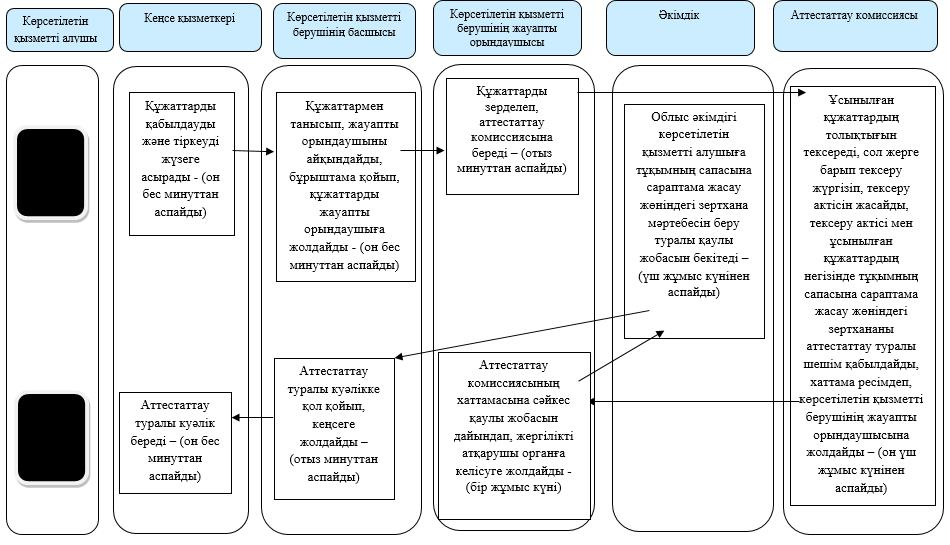 Көрсетілетін
қызметті алушы
Кеңсе қызметкері
Көрсетілетін қызметті
берушінің басшысы
Көрсетілетін қызметті
берушінің жауапты
орындаушысы
Әкімдік
Аттестаттау комиссиясы
Құжаттарды
қабылдауды
және тіркеуді
жүзеге
асырады - (он
бес минуттан
аспайды)
Құжаттармен
танысып, жауапты
орындаушыны
айқындайды,
бұрыштама қойып,
құжаттарды
жауапты
орындаушыға
жолдайды - (он бес
минуттан аспайды)
Құжаттарды
зерделеп,
аттестаттау
комиссиясына
береді – (отыз
минуттан аспайды)
Облыс әкімдігі
көрсетілетін
қызметті алушыға
тұқымның сапасына
сараптама жасау
жөніндегі зертхана
мәртебесін беру
туралы қаулы
жобасын бекітеді –
(үш жұмыс күнінен
аспайды)
Ұсынылған
құжаттардың
толықтығын
тексереді, сол жерге
барып тексеру
жүргізіп, тексеру
актісін жасайды,
тексеру актісі мен
ұсынылған
құжаттардың
негізінде тұқымның
сапасына сараптама
жасау жөніндегі
зертхананы
аттестаттау туралы
шешім қабылдайды,
хаттама ресімдеп,
көрсетілетін қызметті
берушінің жауапты
орындаушысына
жолдайды – (он үш
жұмыс күнінен
аспайды)
Аттестаттау
комиссиясының
хаттамасына сәйкес
қаулы жобасын
дайындап, жергілікті
атқарушы органға
келісуге жолдайды -
(бір жұмыс күні)
Аттестаттау
туралы куәлікке
қол қойып,
кеңсеге
жолдайды –
(отыз минуттан
аспайды)
Аттестаттау
туралы куәлік
береді – (он бес
минуттан
аспайды)